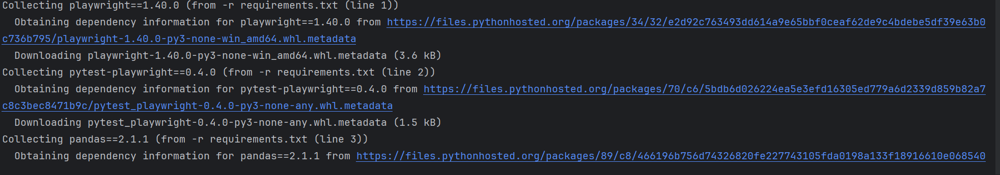 Collecting playwright==1.40.0 (from -r requirements.txt (line 1))
Obtaining dependency information for playwright==1.40.0 from https://files.pythonhosted.org/packages/34/32/e2d92c763493dd614a9e65bbf0ceaf62de9c4bdebe5df39e63b0
c736b795/playwright-1.40.0-py3-none-win_amd64.whl.metadata
Downloading playwright-1.40.0-py3-none-win_amd64.whl.metadata (3.6 kB)
Collecting pytest-playwright==0.4.0 (from -r requirements.txt (line 2))
Obtaining dependency information for pytest-playwright==0.4.0 from https://files.pythonhosted.org/packages/70/c6/5bdb6d026224ea5e3efd16305ed779a6d2339d859b82a7
c8c3bec8471b9c/pytest_playwright-0.4.0-py3-none-any.whl.metadata
Downloading pytest_playwright-0.4.0-py3-none-any.whl.metadata (1.5 kB)
Collecting pandas==2.1.1 (from -r requirements.txt (line 3))
Obtaining dependency information for pandas==2.1.1 from https://files.pythonhosted.org/packages/89/c8/466196b756d74326820fe227743105fda0198a133f18916610e068540